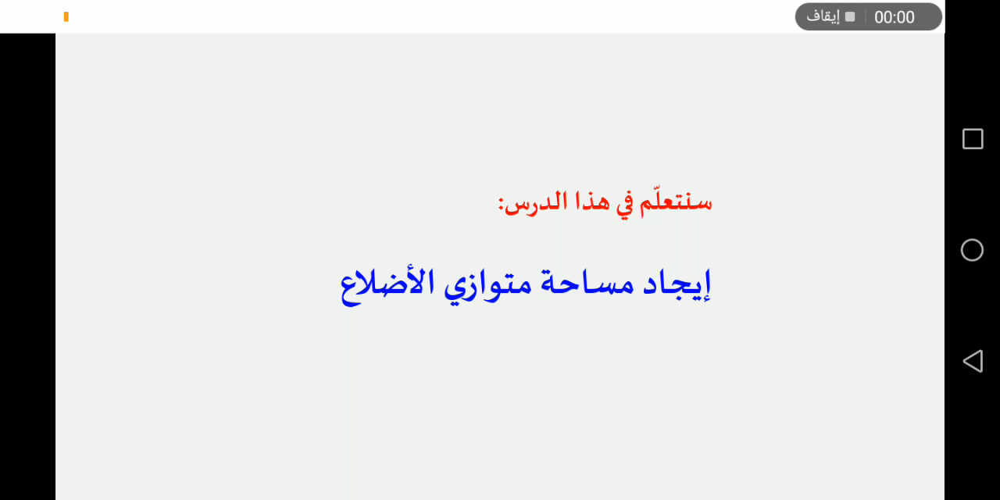 إيقاف 00:00
سنتعلّم في هذا الدرس:
إيجاد مساحة متوازي الأضلاع